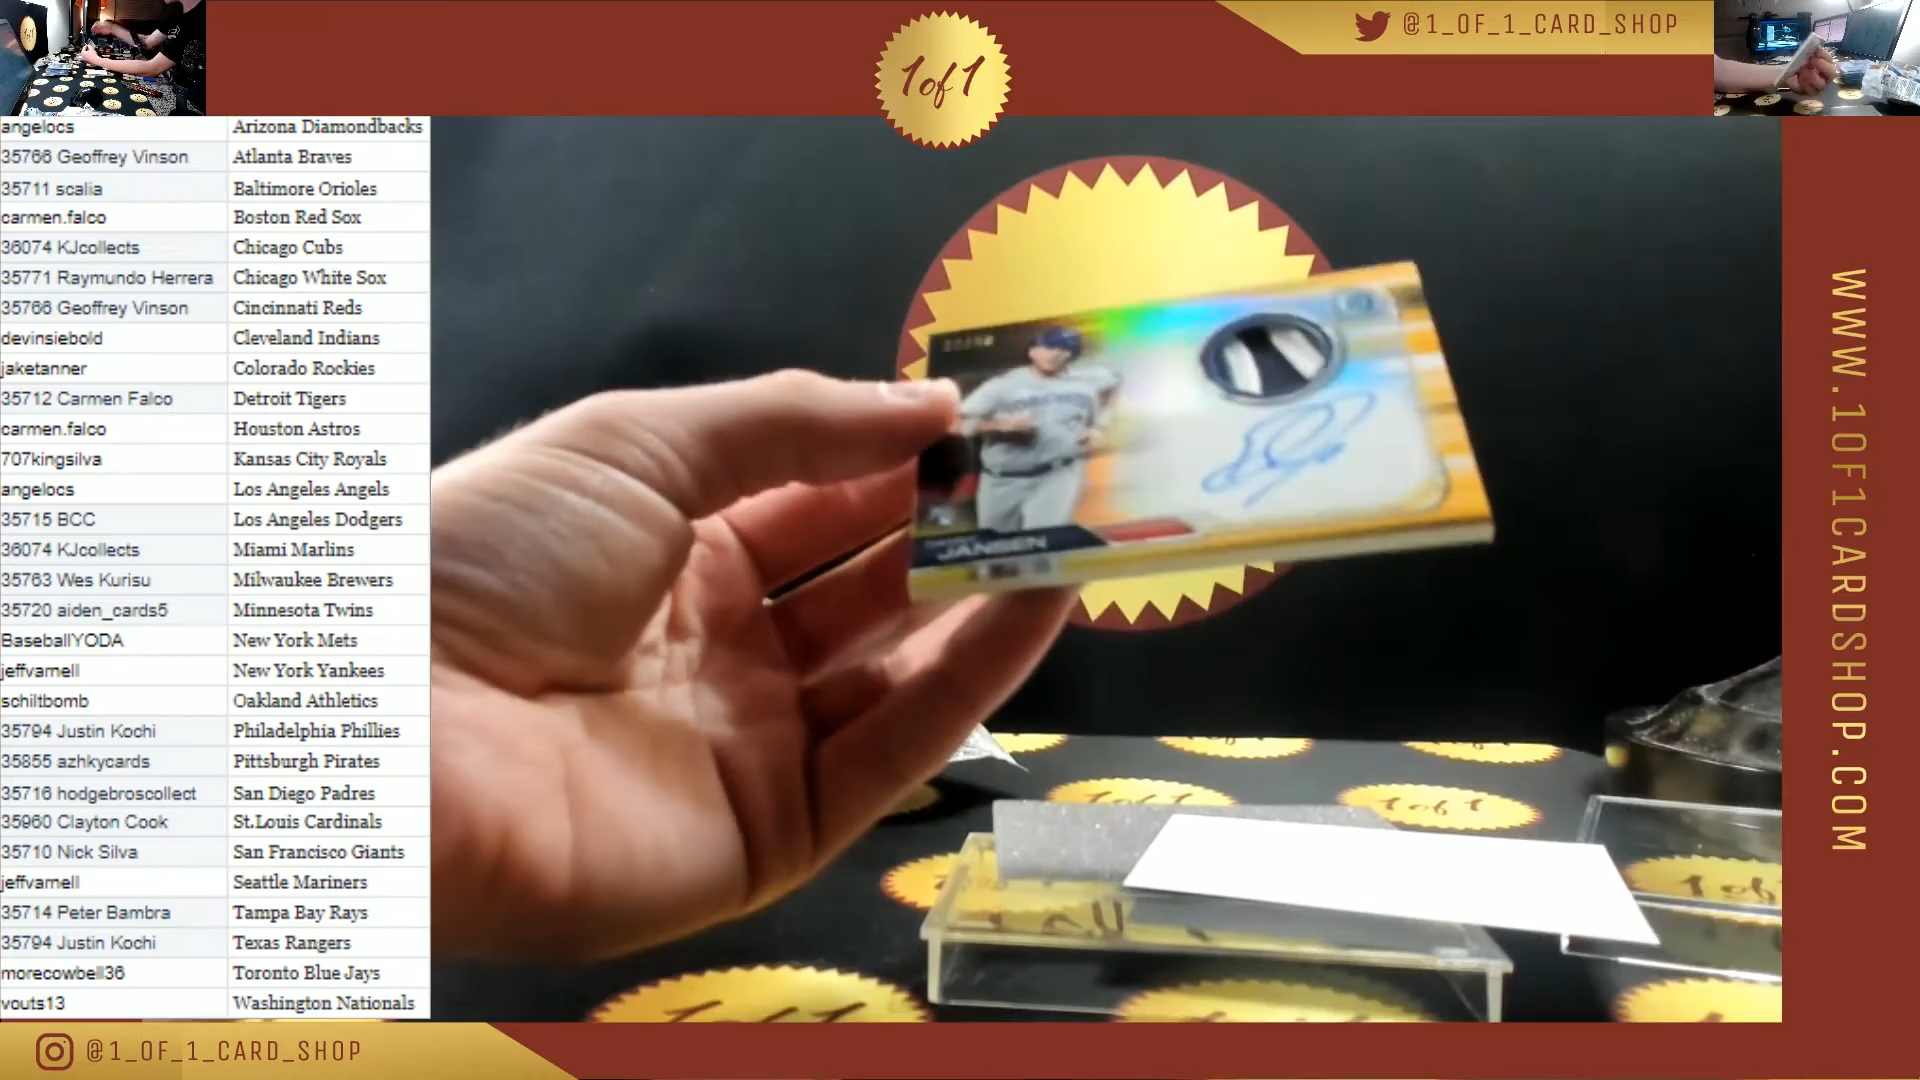 1of1
@1_OF_1_CARD_SHOP
angelocs Arizona Diamondbacks
35766 Geoffrey Vinson Atlanta Braves
35711 scalia Baltimore Orioles
carmen.falco Boston Red Sox
36074 KJcollects Chicago Cubs
35771 Raymundo Herrera Chicago White Sox
35766 Geoffrey Vinson Cincinnati Reds
devinsiebold Cleveland Indians
jaketanner Colorado Rockies
35712 Carmen Falco Detroit Tigers
carmen.falco Houston Astros
707kingsilva Kansas City Royals
angelocs Los Angeles Angels
35715 BCC Los Angeles Dodgers
36074 KJcollects Miami Marlins
35763 Wes Kurisu Milwaukee Brewers
35720 aiden_cards5 Minnesota Twins
BaseballYODA New York Mets
jeffvarnell New York Yankees
schiltbomb Oakland Athletics
35794 Justin Kochi Philadelphia Phillies
35855 azhkycards Pittsburgh Pirates
35716 hodgebroscollect San Diego Padres
35960 Clayton Cook St.Louis Cardinals
35710 Nick Silva San Francisco Giants
jeffvarnell Seattle Mariners
35714 Peter Bambra Tampa Bay Rays
35794 Justin Kochi Texas Rangers
morecowbell36 Toronto Blue Jays
vouts13 Washington Nationals
JANSEN
1of1
1of1
WWW.1OF1CARDSHOP.COM
@1_OF_1_CARD_SHOP